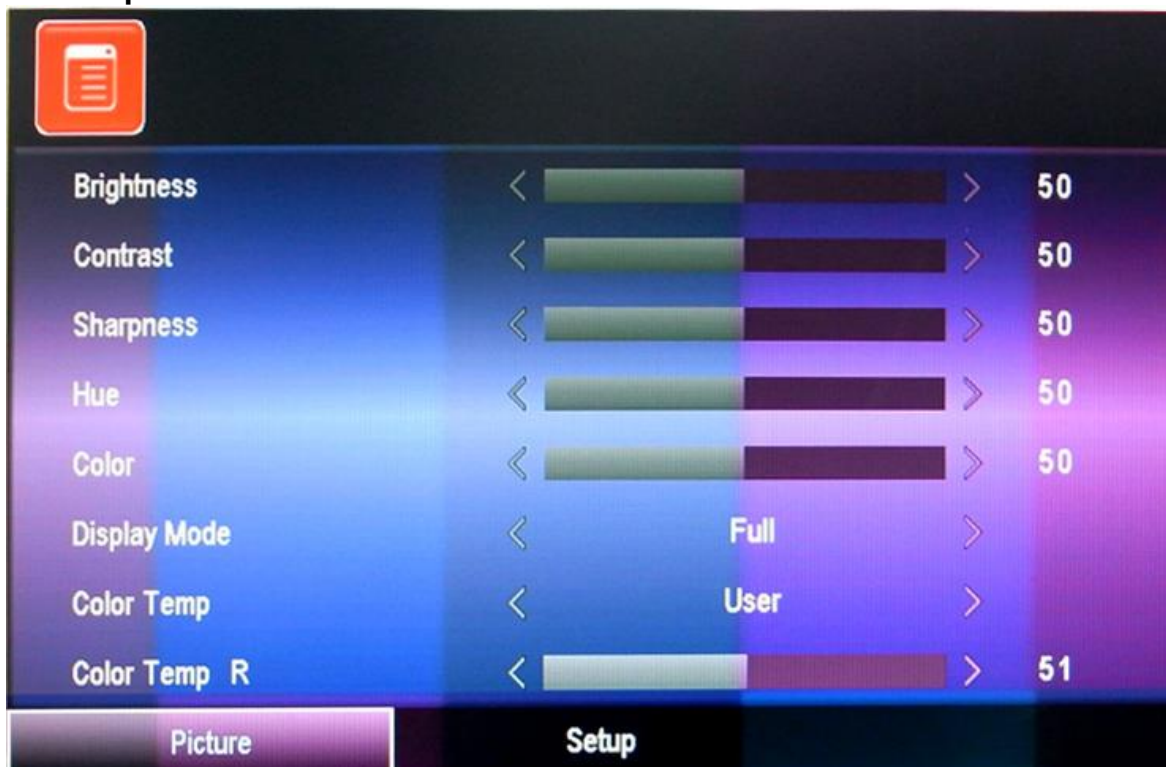 Brightness 50
Contrast 50
Sharpness 50
Hue 50
Color 50
Display Mode Full
Color Temp User
Color Temp R 51
Picture Setup